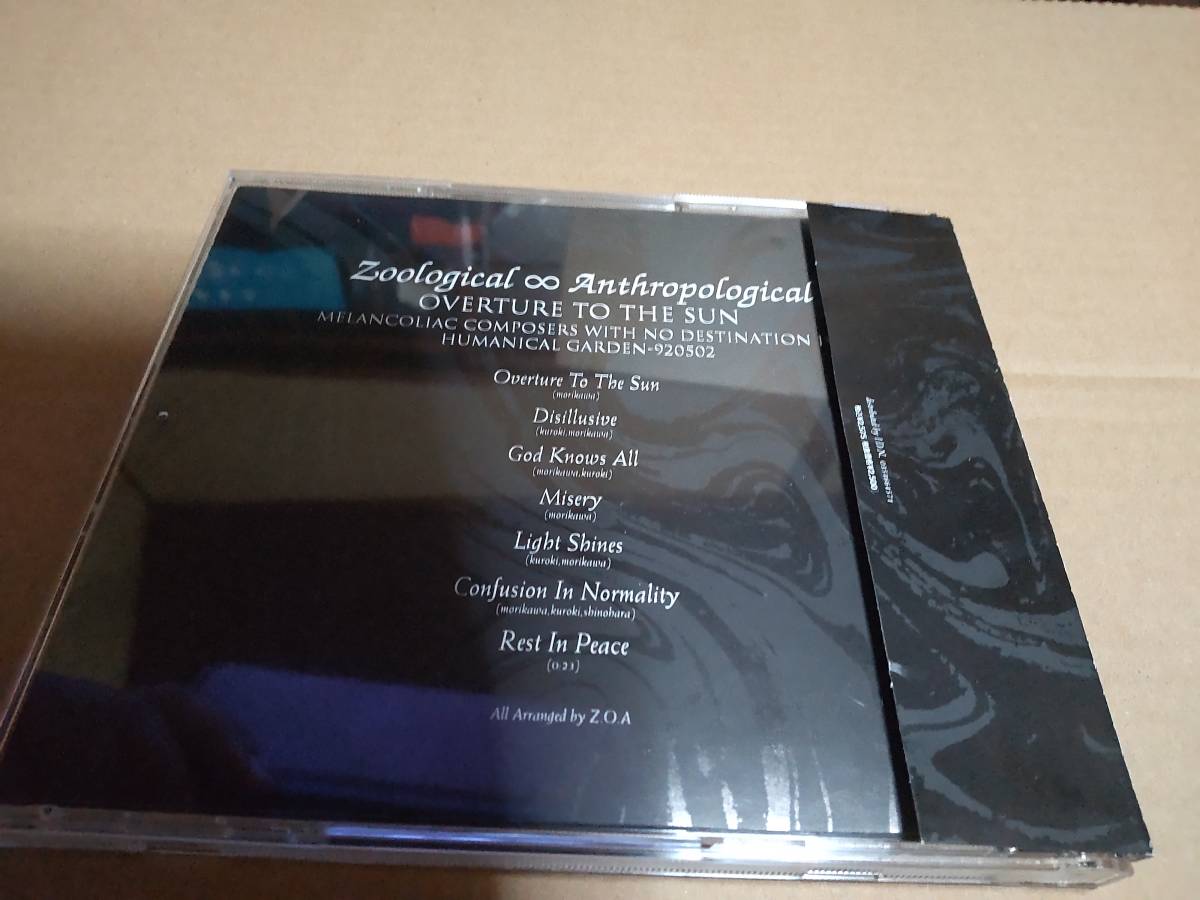 Zoological ∞ Anthropological
OVERTURE TO THE SUN
MELANCOLIAC COMPOSERS WITH NO DESTINATION
HUMANICAL GARDEN-920502
Overture To The Sun
(morikawa)
Disillusive
(kuroki,morikawa)
God Knows All
(morikawa,kuroki)
Misery
(morikawa)
Light Shines
(kuroki,morikawa)
Confusion In Normality
(morikawa,kuroki,shinohara)
Rest In Peace
(0:23)
All Arranged by Z.O.A